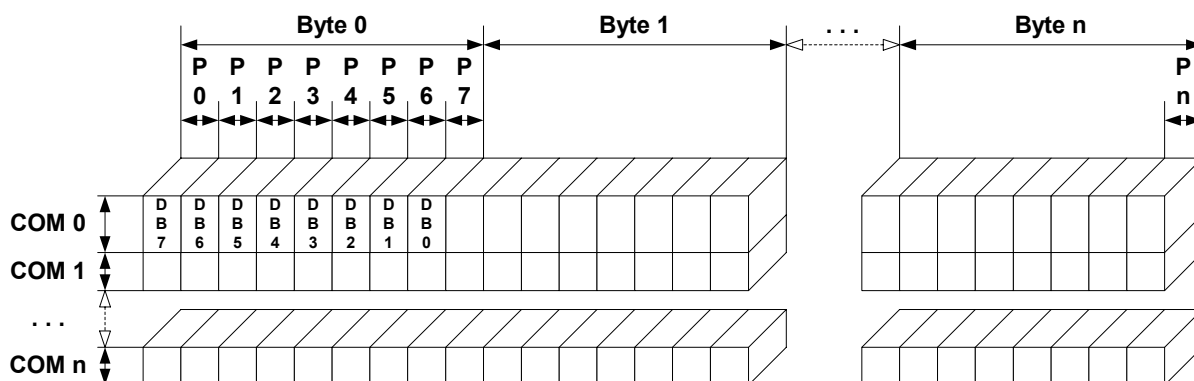 Byte 0 Byte 1 . . . Byte n
P P P P P P P P P
0 1 2 3 4 5 6 7 n
COM 0 D D D D D D D D
B B B B B B B B
7 6 5 4 3 2 1 0
COM 1
. . .
COM n